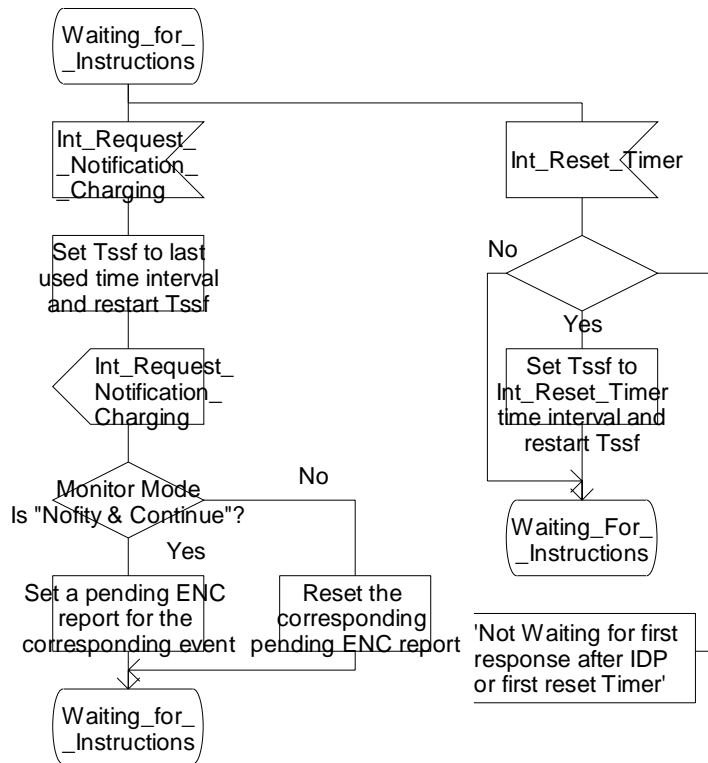 Waiting_for_
_Instructions
Int_Request_
_Notification_
_Charging
Set Tssf to last
used time interval
and restart Tssf
Int_Request_
Notification_
Charging
Monitor Mode
Is "Nofity & Continue"?
No
Yes
Set a pending ENC
report for the
corresponding event
Reset the
corresponding
pending ENC report
Waiting_for_
_Instructions
Int_Reset_Timer
No
Yes
Set Tssf to
Int_Reset_Timer
time interval and
restart Tssf
Waiting_For_
_Instructions
'Not Waiting for first
response after IDP
or first reset Timer'